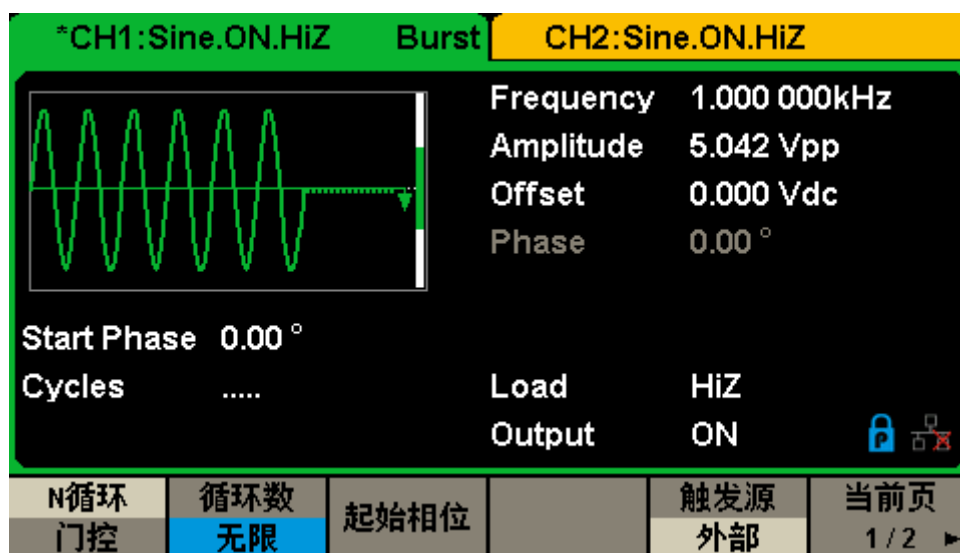 *CH1:Sine.ON.HiZ Burst CH2:Sine.ON.HiZ
Frequency 1.000 000kHz
Amplitude 5.042 Vpp
Offset 0.000 Vdc
Phase 0.00 °
Start Phase 0.00 °
Cycles .....
Load HiZ
Output ON
N循环 循环数 起始相位 触发源 当前页
门控 无限 外部 1 / 2 ►